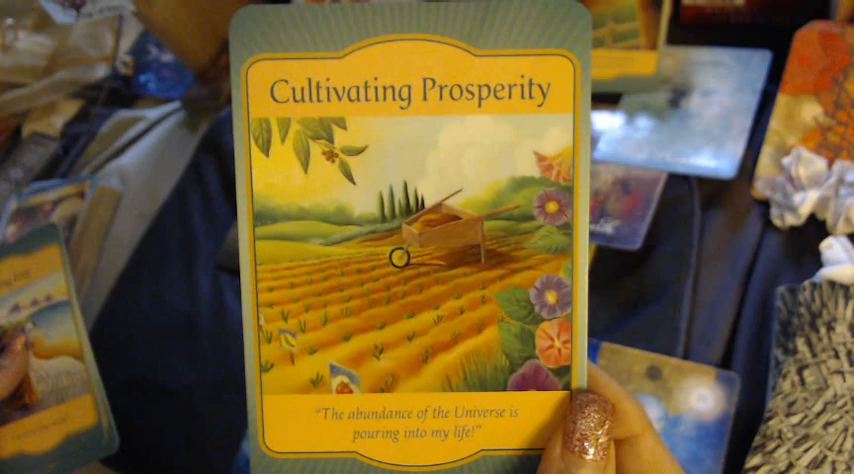 Cultivating Prosperity
"The abundance of the Universe is
pouring into my life!"